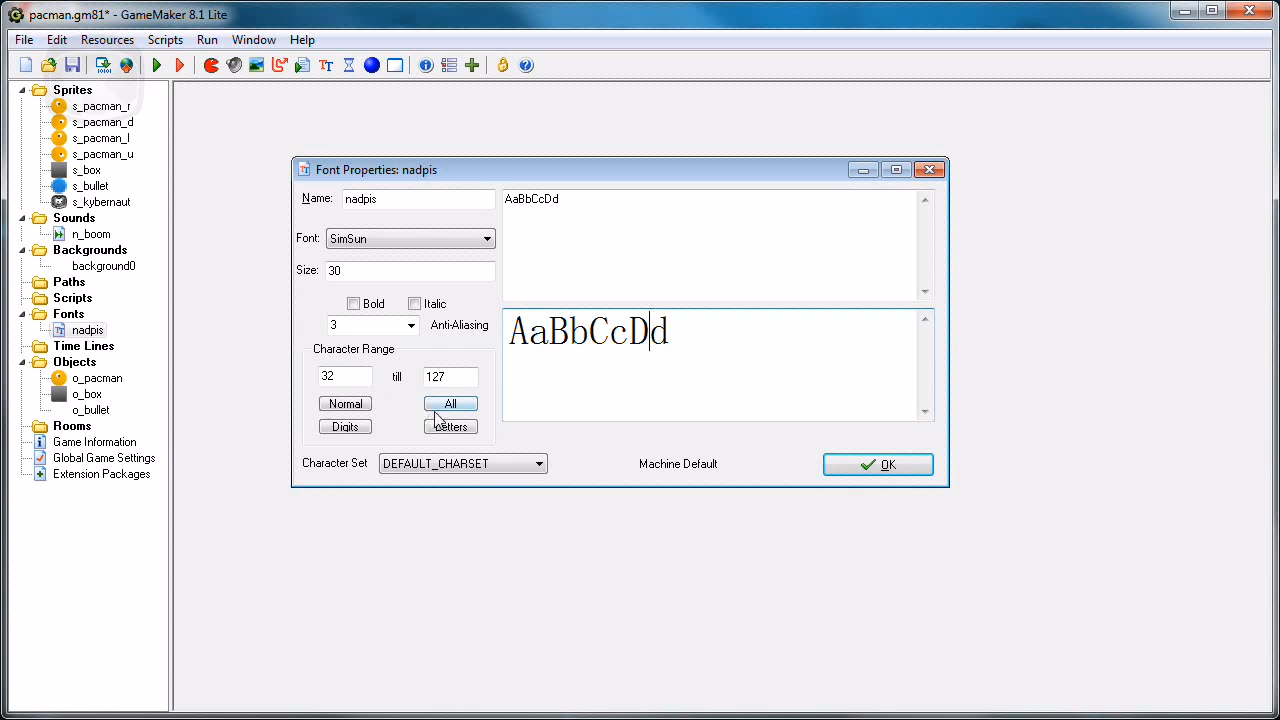 pacman.gm81* - GameMaker 8.1 Lite
File Edit Resources Scripts Run Window Help
Sprites
s_pacman_r
s_pacman_d
s_pacman_l
s_pacman_u
s_box
s_bullet
s_kybernaut
Sounds
n_boom
Backgrounds
background0
Paths
Scripts
Fonts
nadpis
Time Lines
Objects
o_pacman
o_box
o_bullet
Rooms
Game Information
Global Game Settings
Extension Packages
Font Properties: nadpis
Name: nadpis
AaBbCcDd
Font: SimSun
Size: 30
Bold Italic
3 Anti-Aliasing
AaBbCcDd
Character Range
32 till 127
Normal All
Digits Letters
Character Set DEFAULT_CHARSET Machine Default OK